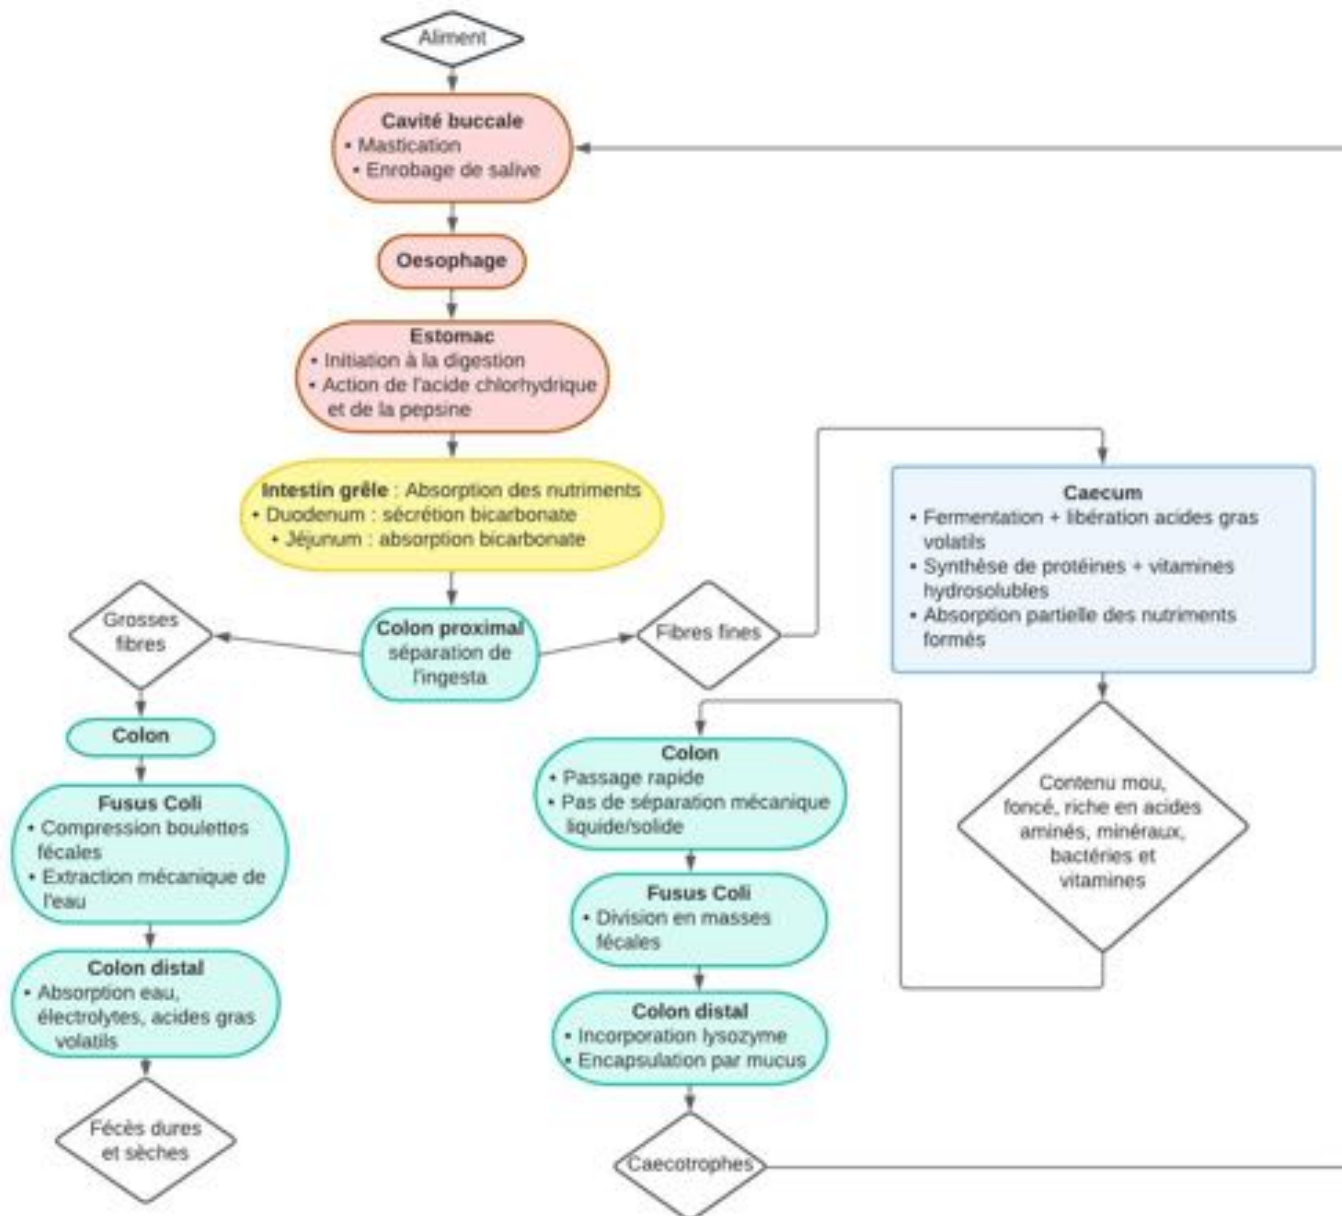 Aliment
Cavité buccale
• Mastication
• Enrobage de salive
Oesophage
Estomac
• Initiation à la digestion
• Action de l'acide chlorhydrique
et de la pepsine
Intestin grêle : Absorption des nutriments
• Duodenum : sécrétion bicarbonate
• Jéjunum : absorption bicarbonate
Colon proximal
séparation de
l'ingesta
Grosses
fibres
Colon
Fusus Coli
• Compression boulettes
fécales
• Extraction mécanique de
l'eau
Colon distal
• Absorption eau,
électrolytes, acides gras
volatils
Fécès dures
et sèches
Fibres fines
Caecum
• Fermentation + libération acides gras
volatils
• Synthèse de protéines + vitamines
hydrosolubles
• Absorption partielle des nutriments
formés
Contenu mou,
foncé, riche en acides
aminés, minéraux,
bactéries et
vitamines
Colon
• Passage rapide
• Pas de séparation mécanique
liquide/solide
Fusus Coli
• Division en masses
fécales
Colon distal
• Incorporation lysozyme
• Encapsulation par mucus
Caecotrophes